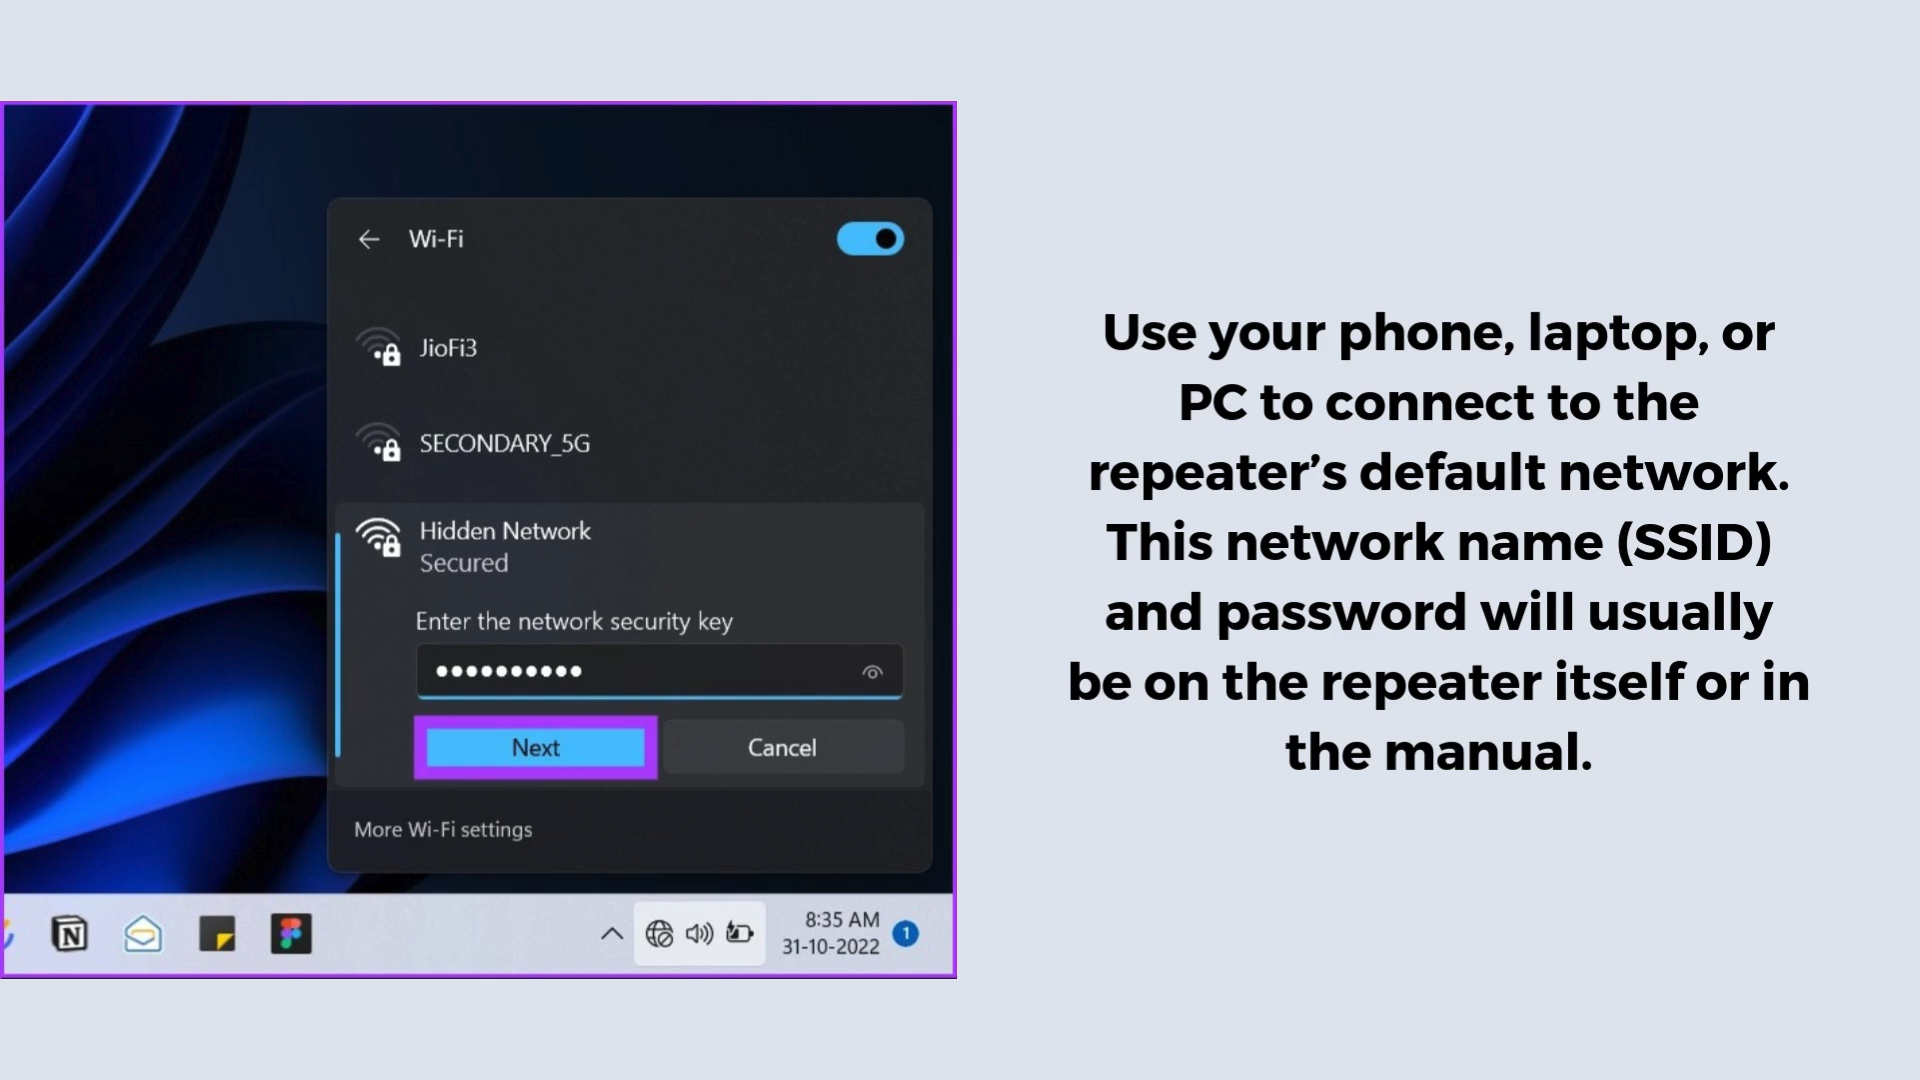 Wi-Fi
JioFi3
SECONDARY_5G
Hidden Network
Secured
Enter the network security key
Next
Cancel
More Wi-Fi settings
N
8:35 AM
31-10-2022
1
Use your phone, laptop, or
PC to connect to the
repeater’s default network.
This network name (SSID)
and password will usually
be on the repeater itself or in
the manual.